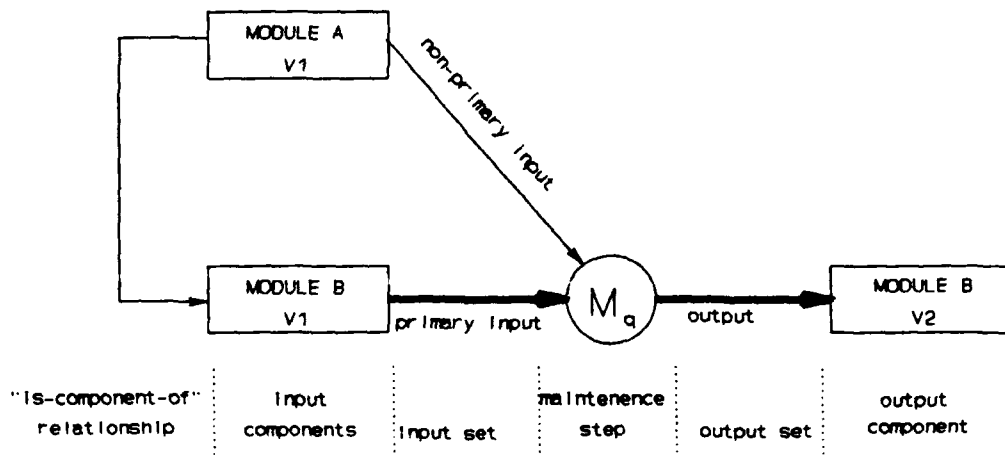 MODULE A
V1
non-primary input
MODULE B
V1
primary input
Mq
output
MODULE B
V2
"is-component-of"
relationship
input
components
input set
maintenence
step
output set
output
component